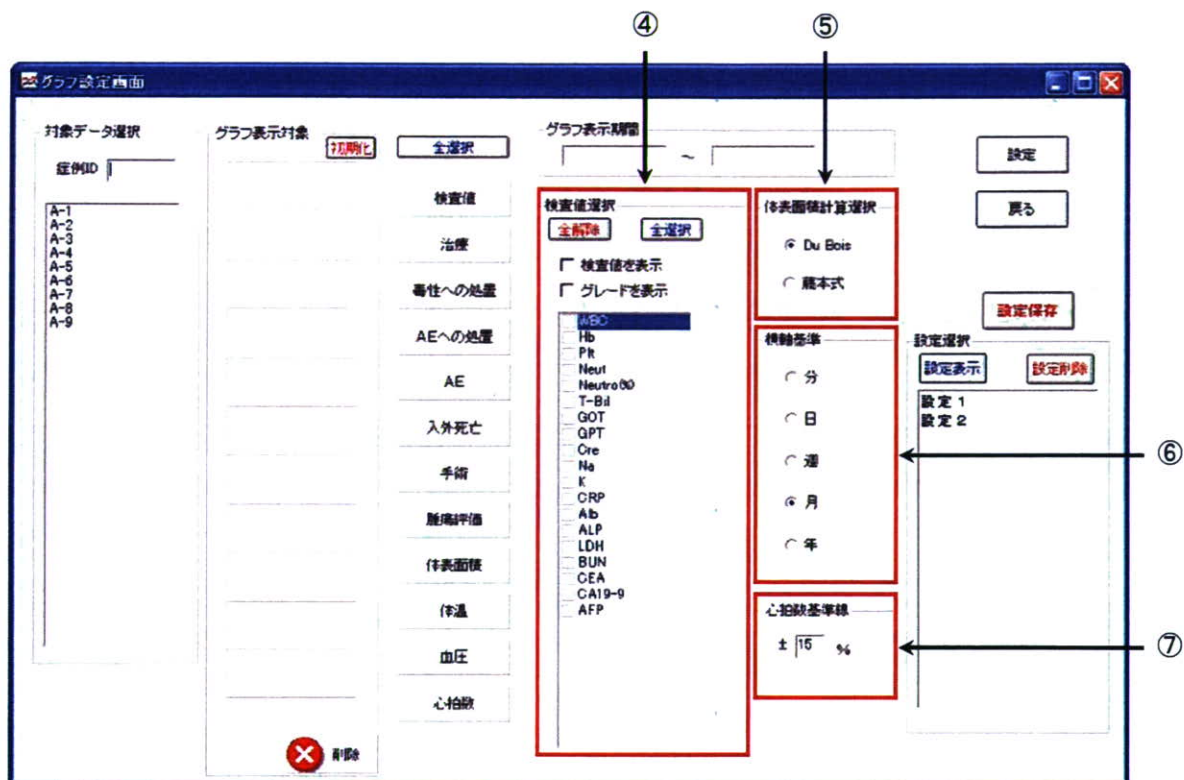 ④
⑤
グラフ設定画面
対象データ選択
症例ID
A-1
A-2
A-3
A-4
A-5
A-6
A-7
A-8
A-9
グラフ表示対象
初期化
削除
全選択
検査値
治療
毒性への処置
AEへの処置
AE
入外死亡
手術
腫瘍評価
体表面積
体温
血圧
心拍数
グラフ表示期間
~
検査値選択
全解除 全選択
検査値を表示
グレードを表示
WBC
Hb
Plt
Neut
Neutro(%)
T-Bil
GOT
GPT
Cre
Na
K
CRP
Alb
ALP
LDH
BUN
CEA
CA19-9
AFP
体表面積計算選択
Du Bois
藤本式
横軸基準
分
日
週
月
年
⑥
心拍数基準線
± 15 %
⑦
設定
戻る
設定保存
設定選択
設定表示 設定削除
設定 1
設定 2